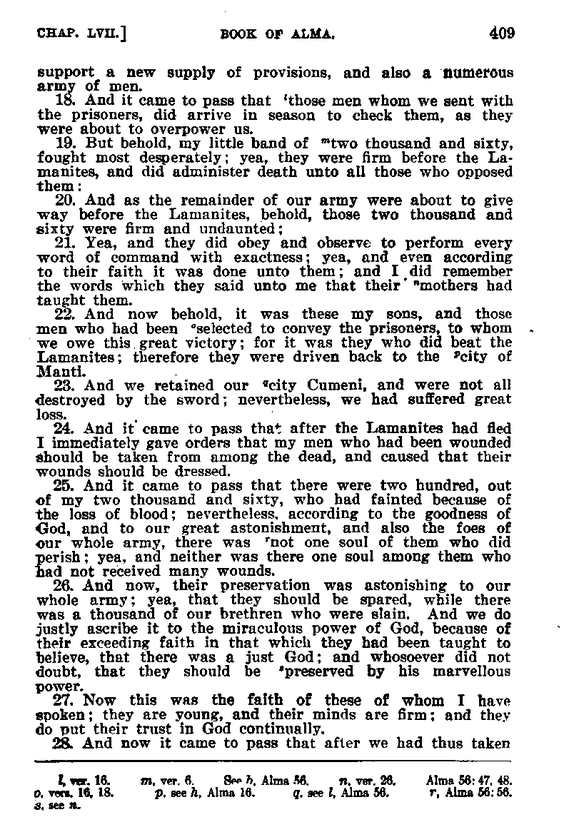 CHAP. LVII.] BOOK OF ALMA. 409
support a new supply of provisions, and also a numerous
army of men.
18. And it came to pass that ˡthose men whom we sent with
the prisoners, did arrive in season to check them, as they
were about to overpower us.
19. But behold, my little band of ᵐtwo thousand and sixty,
fought most desperately; yea, they were firm before the La-
manites, and did administer death unto all those who opposed
them:
20. And as the remainder of our army were about to give
way before the Lamanites, behold, those two thousand and
sixty were firm and undaunted;
21. Yea, and they did obey and observe to perform every
word of command with exactness; yea, and even according
to their faith it was done unto them; and I did remember
the words which they said unto me that their ⁿmothers had
taught them.
22. And now behold, it was these my sons, and those
men who had been ᵒselected to convey the prisoners, to whom
we owe this great victory; for it was they who did beat the
Lamanites; therefore they were driven back to the ᵖcity of
Manti.
23. And we retained our qcity Cumeni, and were not all
destroyed by the sword; nevertheless, we had suffered great
loss.
24. And it came to pass that after the Lamanites had fled
I immediately gave orders that my men who had been wounded
should be taken from among the dead, and caused that their
wounds should be dressed.
25. And it came to pass that there were two hundred, out
of my two thousand and sixty, who had fainted because of
the loss of blood; nevertheless, according to the goodness of
God, and to our great astonishment, and also the foes of
our whole army, there was ʳnot one soul of them who did
perish; yea, and neither was there one soul among them who
had not received many wounds.
26. And now, their preservation was astonishing to our
whole army; yea, that they should be spared, while there
was a thousand of our brethren who were slain. And we do
justly ascribe it to the miraculous power of God, because of
their exceeding faith in that which they had been taught to
believe, that there was a just God; and whosoever did not
doubt, that they should be ˢpreserved by his marvellous
power.
27. Now this was the faith of these of whom I have
spoken; they are young, and their minds are firm; and they
do put their trust in God continually.
28. And now it came to pass that after we had thus taken
l, ver. 16. m, ver. 6. See h, Alma 56. n, ver. 26. Alma 56: 47, 48.
o, vers. 16, 18. p, see h, Alma 16. q, see l, Alma 56. r, Alma 56: 56.
s, see n.